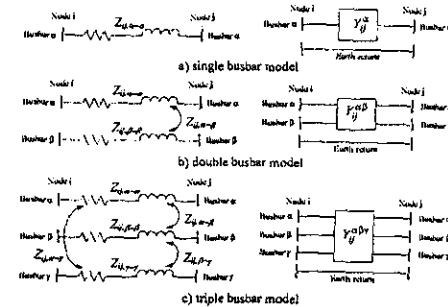 Node i Node j Node i Node j
Z_ij,α-α
Busbar α Busbar α Busbar α Y_ij^α Busbar α
Earth return
a) single busbar model
Node i Node j Node i Node j
Z_ij,α-α
Busbar α Busbar α Busbar α Busbar
Z_ij,α-β Y_ij^αβ
Busbar β Z_ij,β-β Busbar β Busbar β Busbar
Earth return
b) double busbar model
Node i Node j Node i Node j
Z_ij,α-α
Busbar α Busbar α Busbar α Busbar
Z_ij,α-β
Busbar β Z_ij,β-β Busbar β Busbar β Y_ij^αβγ Busbar
Z_ij,α-γ Z_ij,β-γ
Busbar γ Z_ij,γ-γ Busbar γ Busbar γ Busbar
Earth return
c) triple busbar model